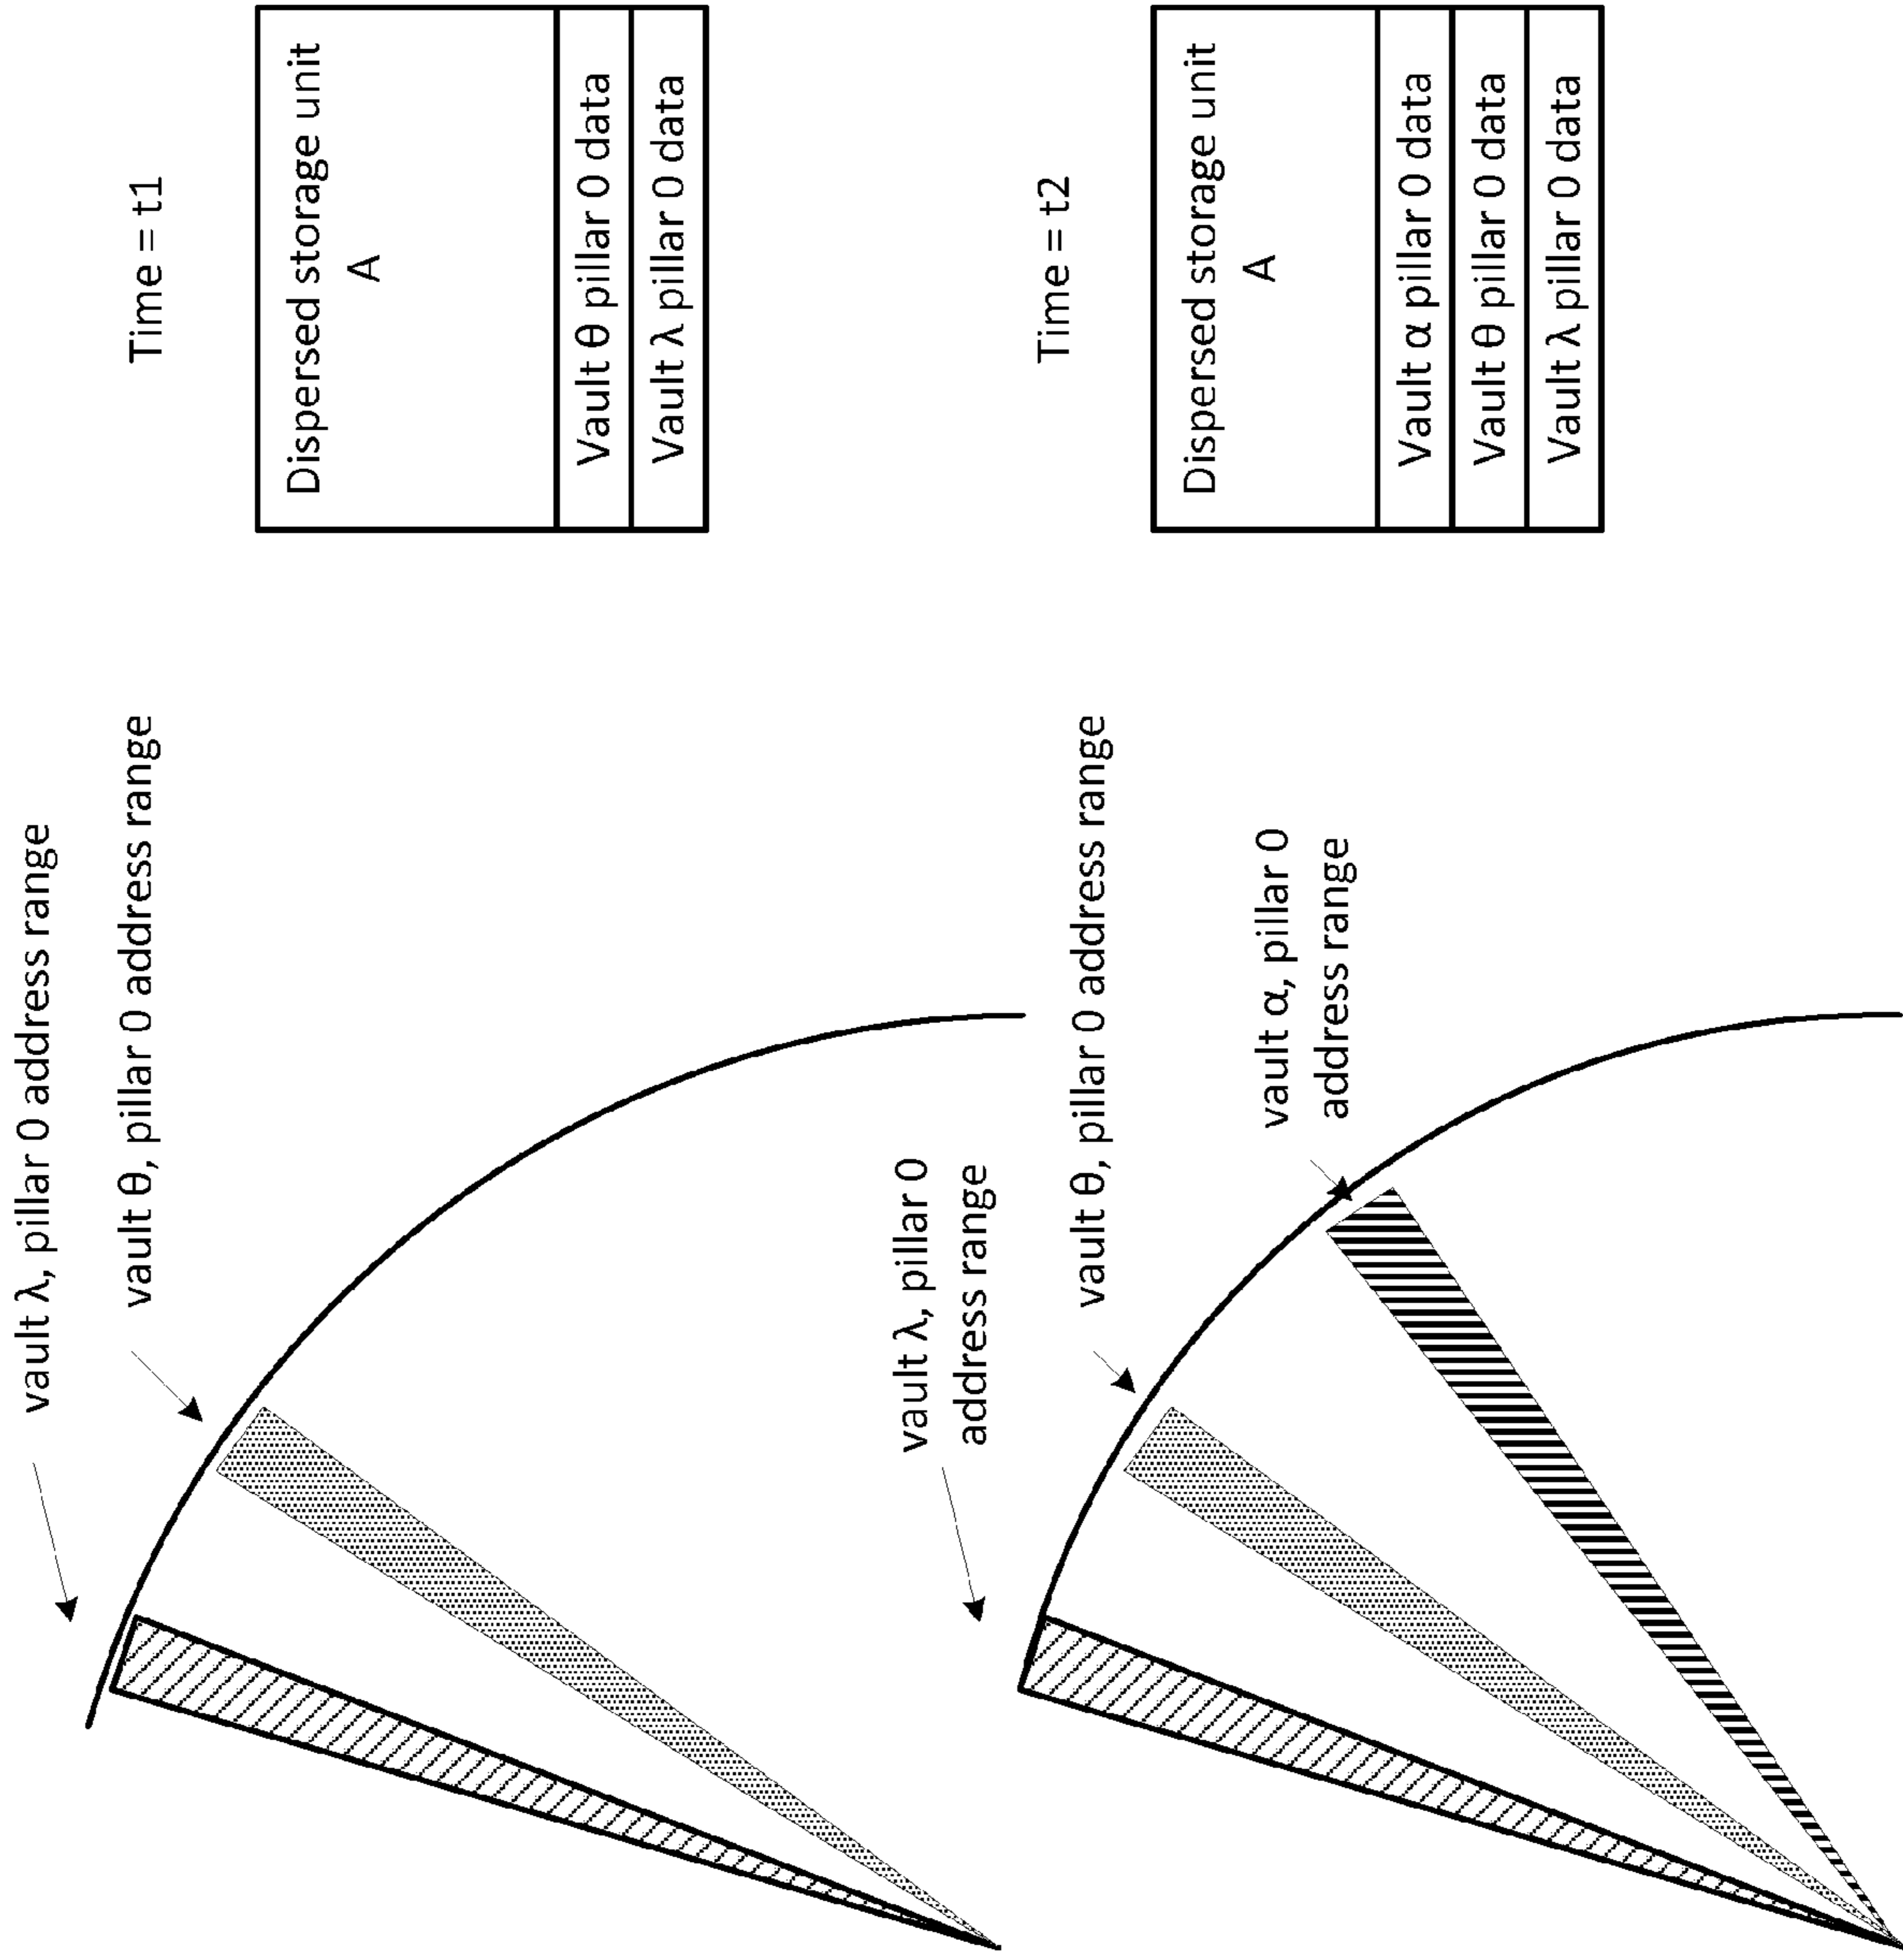 Time = t1
Dispersed storage unit
A
Vault θ pillar 0 data
Vault λ pillar 0 data
vault λ, pillar 0 address range
vault θ, pillar 0 address range
Time = t2
Dispersed storage unit
A
Vault α pillar 0 data
Vault θ pillar 0 data
Vault λ pillar 0 data
vault λ, pillar 0
address range
vault θ, pillar 0 address range
vault α, pillar 0
address range